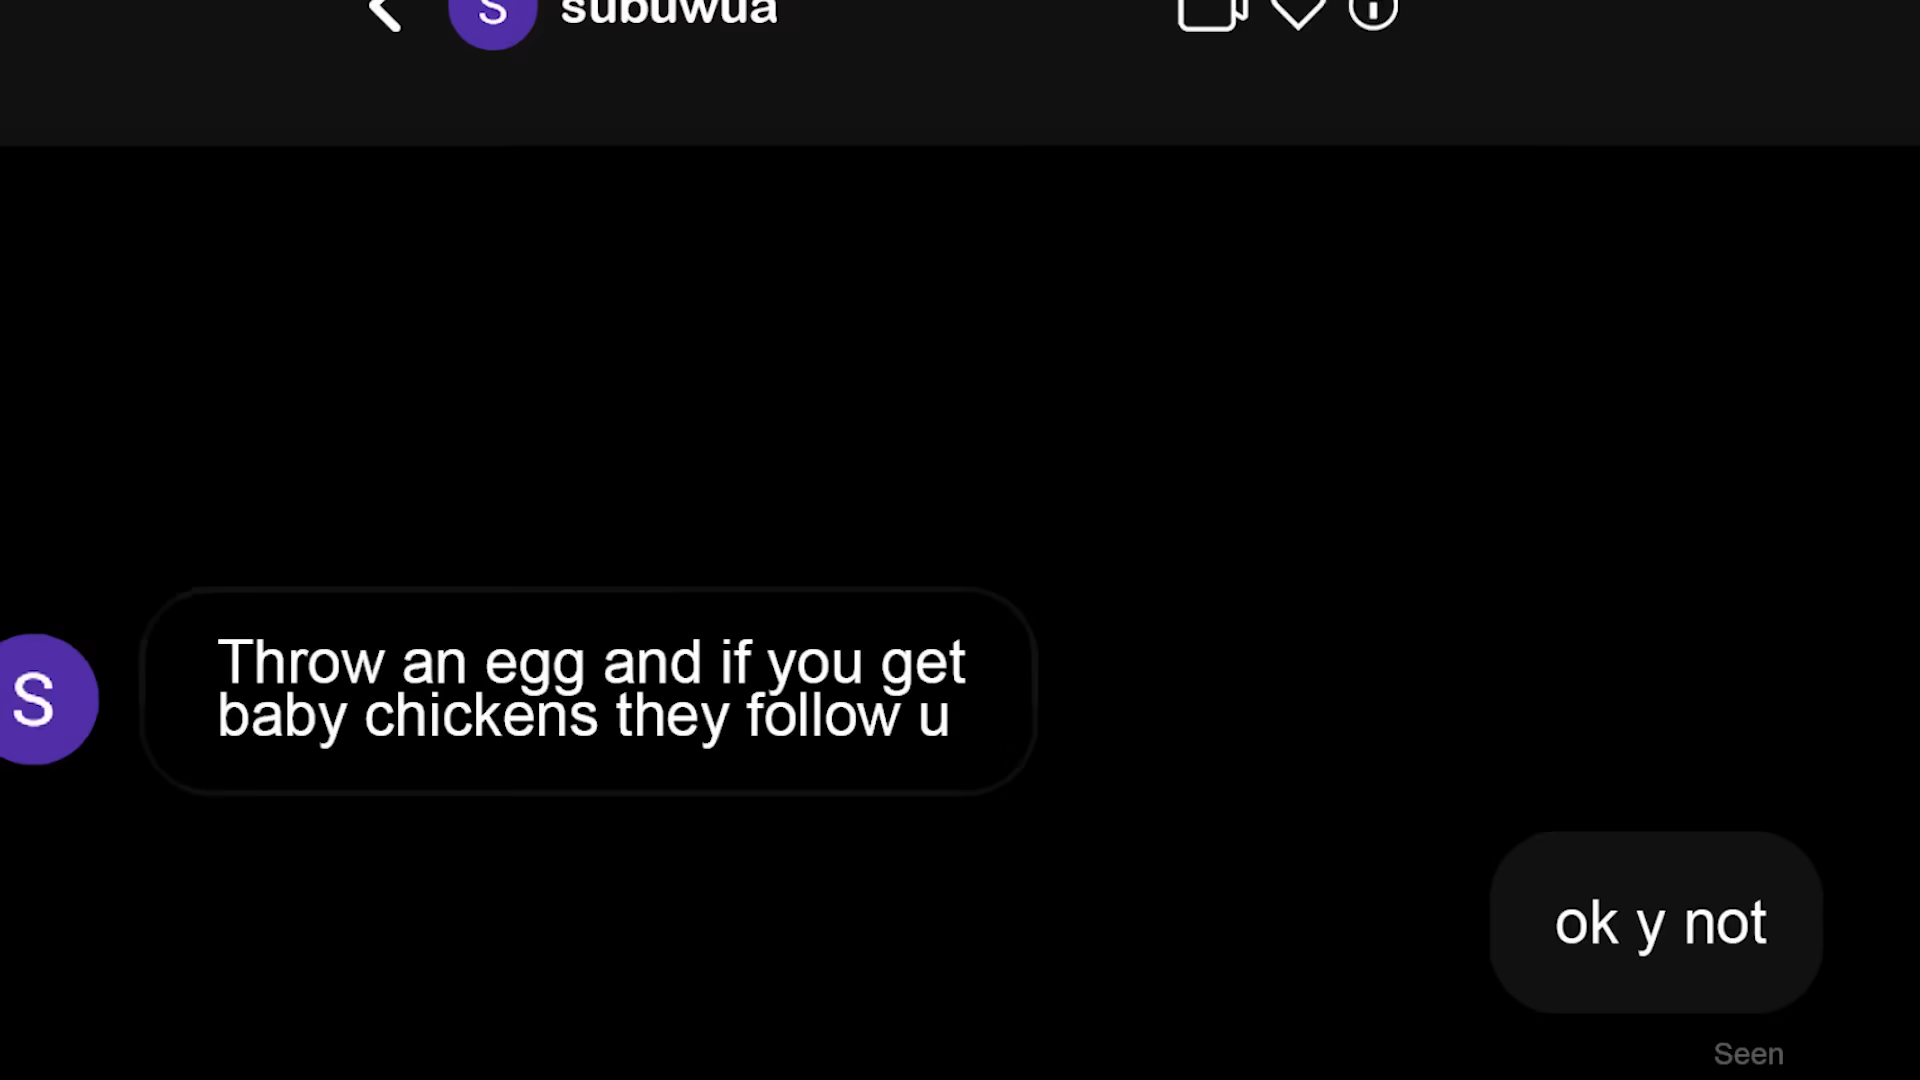 S subuwua
Throw an egg and if you get
baby chickens they follow u
S
ok y not
Seen